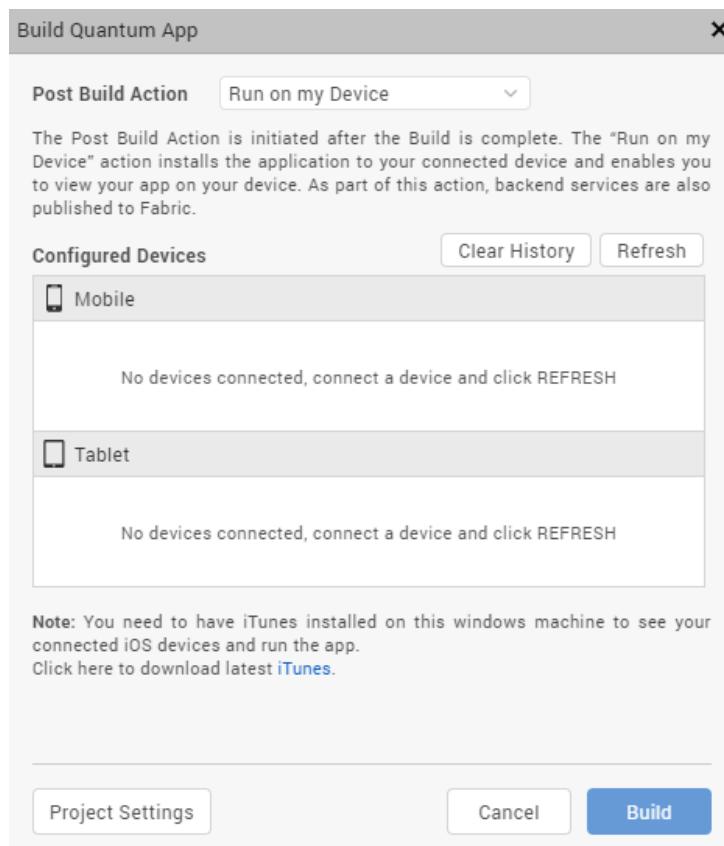 Build Quantum App
Post Build Action Run on my Device
The Post Build Action is initiated after the Build is complete. The “Run on my
Device” action installs the application to your connected device and enables you
to view your app on your device. As part of this action, backend services are also
published to Fabric.
Configured Devices Clear History Refresh
Mobile
No devices connected, connect a device and click REFRESH
Tablet
No devices connected, connect a device and click REFRESH
Note: You need to have iTunes installed on this windows machine to see your
connected iOS devices and run the app.
Click here to download latest iTunes.
Project Settings Cancel Build